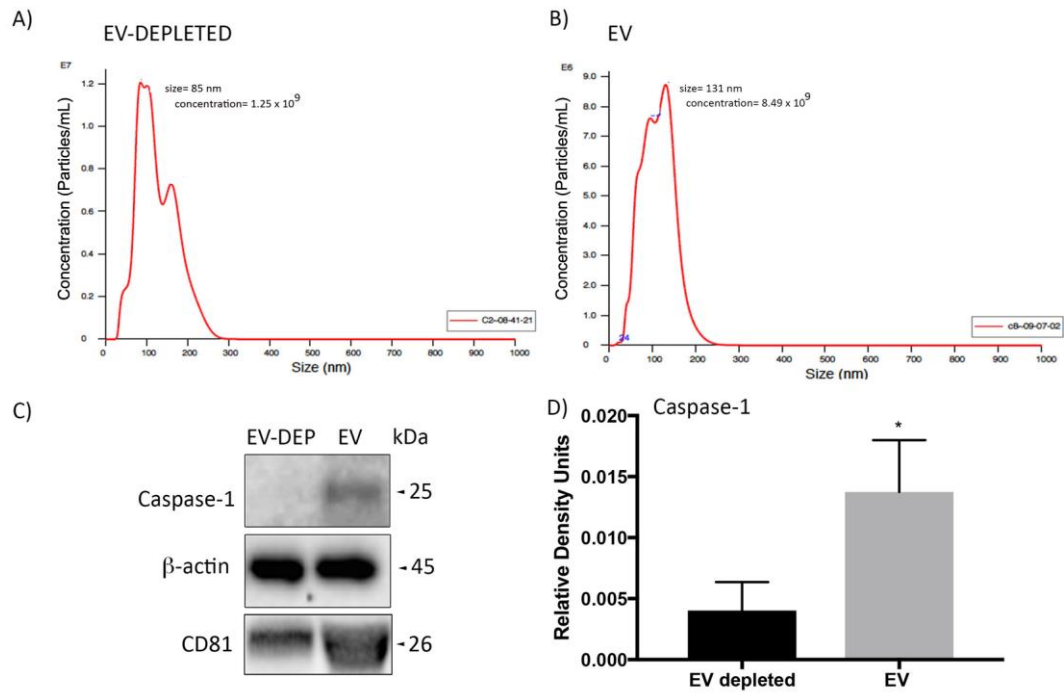 A)
EV-DEPLETED
E7
size= 85 nm
concentration= 1.25 x 10⁹
1.2
1.0
0.8
0.6
0.4
0.2
0
Concentration (Particles/mL)
0 100 200 300 400 500 600 700 800 900 1000
Size (nm)
C2--08-41-21
B)
EV
E6
size= 131 nm
concentration= 8.49 x 10⁹
9.0
8.0
7.0
6.0
5.0
4.0
3.0
2.0
1.0
0
Concentration (Particles/mL)
24
0 100 200 300 400 500 600 700 800 900 1000
Size (nm)
c8--09-07-02
C)
EV-DEP EV kDa
Caspase-1 25
β-actin 45
CD81 26
D)
Caspase-1
0.020
0.015
0.010
0.005
0.000
Relative Density Units
*
EV depleted EV